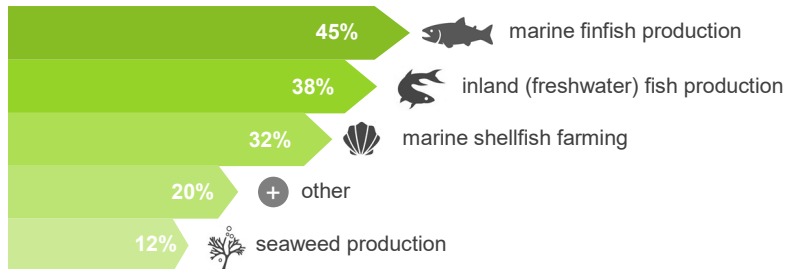 45% marine finfish production
38% inland (freshwater) fish production
32% marine shellfish farming
20% + other
12% seaweed production